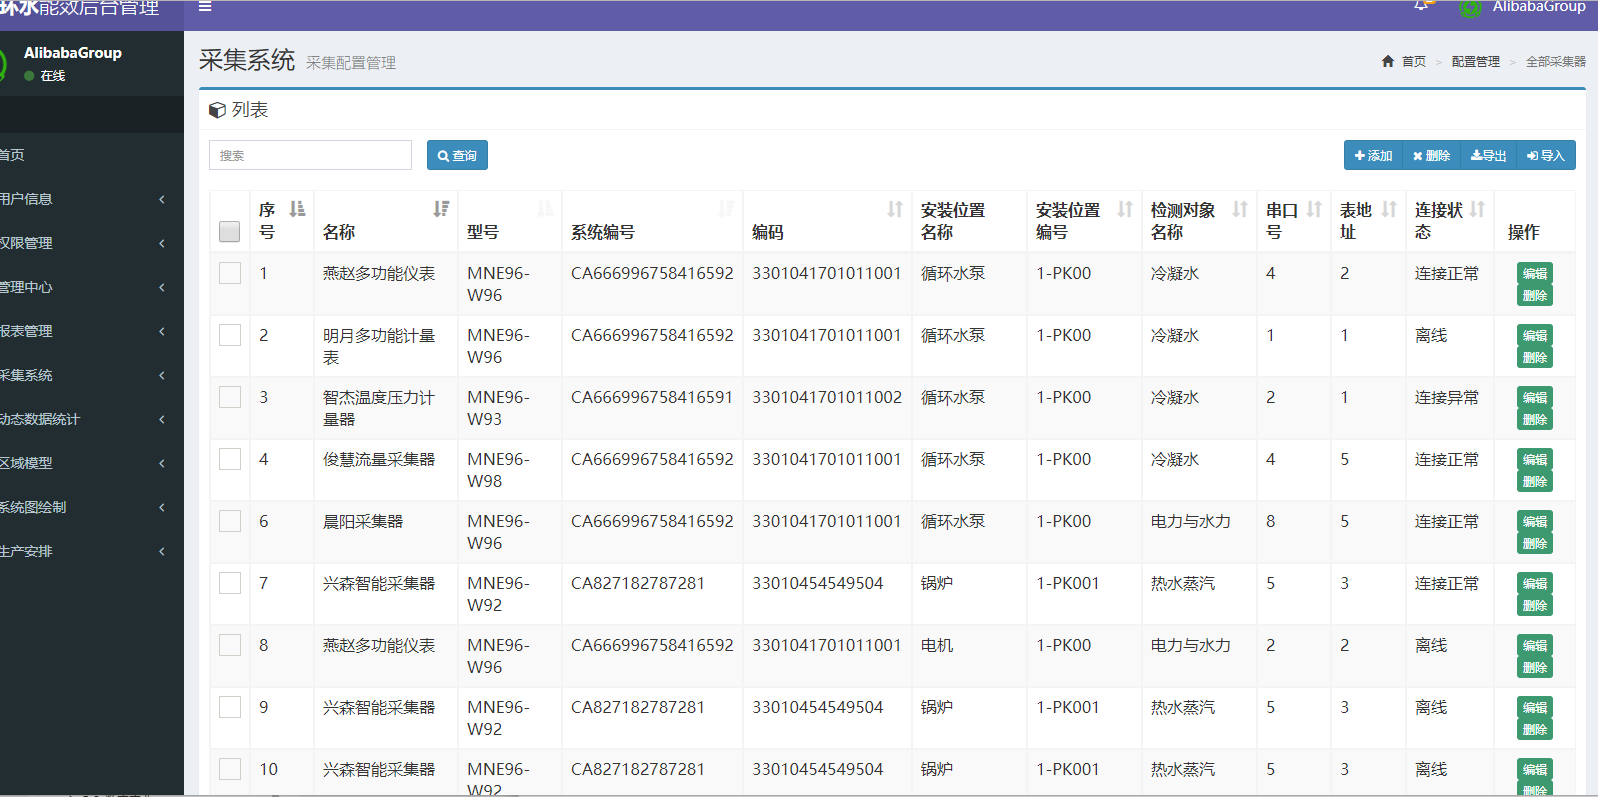 环水能效后台管理
AlibabaGroup
AlibabaGroup
在线
首页
用户信息
权限管理
管理中心
报表管理
采集系统
动态数据统计
区域模型
系统图绘制
生产安排
采集系统 采集配置管理
首页 > 配置管理 > 全部采集器
列表
搜索 查询 添加 删除 导出 导入
序号 名称 型号 系统编号 编码 安装位置名称 安装位置编号 检测对象名称 串口号 表地址 连接状态 操作
1 燕赵多功能仪表 MNE96-W96 CA666996758416592 3301041701011001 循环水泵 1-PK00 冷凝水 4 2 连接正常 编辑 删除
2 明月多功能计量表 MNE96-W96 CA666996758416592 3301041701011001 循环水泵 1-PK00 冷凝水 1 1 离线 编辑 删除
3 智杰温度压力计量器 MNE96-W93 CA666996758416591 3301041701011002 循环水泵 1-PK00 冷凝水 2 1 连接异常 编辑 删除
4 俊慧流量采集器 MNE96-W98 CA666996758416592 3301041701011001 循环水泵 1-PK00 冷凝水 4 5 连接正常 编辑 删除
6 晨阳采集器 MNE96-W96 CA666996758416592 3301041701011001 循环水泵 1-PK00 电力与水力 8 5 连接正常 编辑 删除
7 兴森智能采集器 MNE96-W92 CA827182787281 33010454549504 锅炉 1-PK001 热水蒸汽 5 3 连接正常 编辑 删除
8 燕赵多功能仪表 MNE96-W96 CA666996758416592 3301041701011001 电机 1-PK00 电力与水力 2 2 离线 编辑 删除
9 兴森智能采集器 MNE96-W92 CA827182787281 33010454549504 锅炉 1-PK001 热水蒸汽 5 3 离线 编辑 删除
10 兴森智能采集器 MNE96-W92 CA827182787281 33010454549504 锅炉 1-PK001 热水蒸汽 5 3 离线 编辑 删除